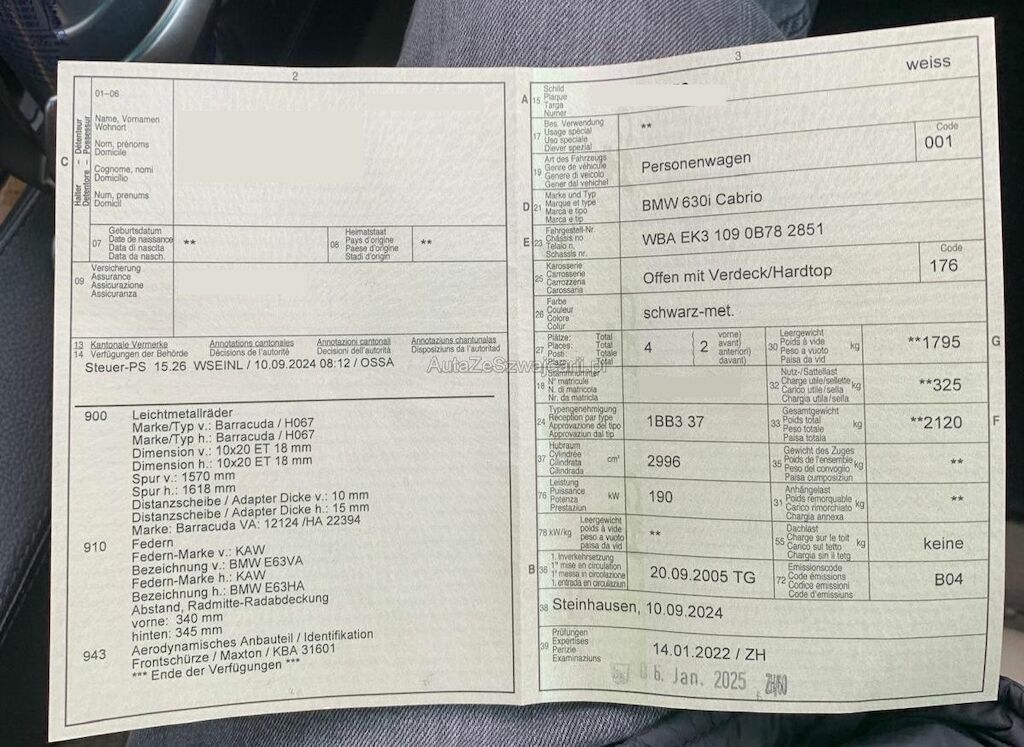 2
01-06
Halter – Détenteur
Detentore – Possessur
C
Name, Vornamen
Wohnort
Nom, prénoms
Domicile
Cognome, nomi
Domicilio
Num, prenums
Domicil
07
Geburtsdatum
Date de naissance
Data di nascita
Data da nasch.
**
08
Heimatstaat
Pays d'origine
Paese d'origine
Stadi d'origin
**
09
Versicherung
Assurance
Assicurazione
Assicuranza
13 Kantonale Vermerke Annotations cantonales Annotazioni cantonali Annotaziuns chantunalas
14 Verfügungen der Behörde Décisions de l'autorité Decisioni dell'autorità Disposiziuns da l'autoritad
Steuer-PS 15.26 WSEINL / 10.09.2024 08:12 / OSSA
900 Leichtmetallräder
Marke/Typ v.: Barracuda / H067
Marke/Typ h.: Barracuda / H067
Dimension v.: 10x20 ET 18 mm
Dimension h.: 10x20 ET 18 mm
Spur v.: 1570 mm
Spur h.: 1618 mm
Distanzscheibe / Adapter Dicke v.: 10 mm
Distanzscheibe / Adapter Dicke h.: 15 mm
Marke: Barracuda VA: 12124 /HA 22394
910 Federn
Federn-Marke v.: KAW
Bezeichnung v.: BMW E63VA
Federn-Marke h.: KAW
Bezeichnung h.: BMW E63HA
Abstand, Radmitte-Radabdeckung
vorne: 340 mm
hinten: 345 mm
943 Aerodynamisches Anbauteil / Identifikation
Frontschürze / Maxton / KBA 31601
*** Ende der Verfügungen ***
2
3
A 15
Schild
Plaque
Targa
Numer
weiss
17
Bes. Verwendung
Usage spécial
Uso speciale
Diever spezial
**
19
Art des Fahrzeugs
Genre de véhicule
Genere di veicolo
Gener dal vehichel
Personenwagen
Code
001
D 21
Marke und Typ
Marque et type
Marca e tipo
Marca e tip
BMW 630i Cabrio
E 23
Fahrgestell-Nr.
Châssis no
Telaio n.
Schassis nr.
WBA EK3 109 0B78 2851
25
Karosserie
Carrosserie
Carrozzeria
Carossaria
Offen mit Verdeck/Hardtop
Code
176
26
Farbe
Couleur
Colore
Colur
schwarz-met.
27
Plätze: Total
Places: Total
Posti: Totale
Plazs: Total
4
2
vorne)
avant)
anteriori)
davant)
30
Leergewicht
Poids à vide
Peso a vuoto
Paisa vid
kg
**1795
G
18
Stammnummer
N° matricule
N. di matricola
Nr. da matricla
32
Nutz-/Sattellast
Charge utile/sellette
Carico utile/sella
Chargia utila/sella
kg
**325
24
Typengenehmigung
Réception par type
Approvazione del tipo
Approvaziun dal tip
1BB3 37
33
Gesamtgewicht
Poids total
Peso totale
Paisa totala
kg
**2120
F
37
Hubraum
Cylindrée
Cilindrata
Cilindrada
cm³
2996
35
Gewicht des Zuges
Poids de l'ensemble
Peso del convoglio
Paisa cumposiziun
kg
**
76
Leistung
Puissance
Potenza
Prestaziun
kW
190
31
Anhängelast
Poids remorquable
Carico rimorchiato
Chargia annexa
kg
**
78 kW/kg
Leergewicht
poids à vide
peso a vuoto
paisa da vid
**
55
Dachlast
Charge sur le toit
Carico sul tetto
Chargia sin il tetg
kg
keine
B 36
1. Inverkehrsetzung
1re mise en circulation
1a messa in circolazione
1. entrada en circulaziun
20.09.2005 TG
72
Emissionscode
Code émissions
Codice emissioni
Code d'emissiuns
B04
38 Steinhausen, 10.09.2024
39
Prüfungen
Expertises
Perizie
Examinaziuns
14.01.2022 / ZH
06. Jan. 2025
AutaZeSzwajcarii.pl